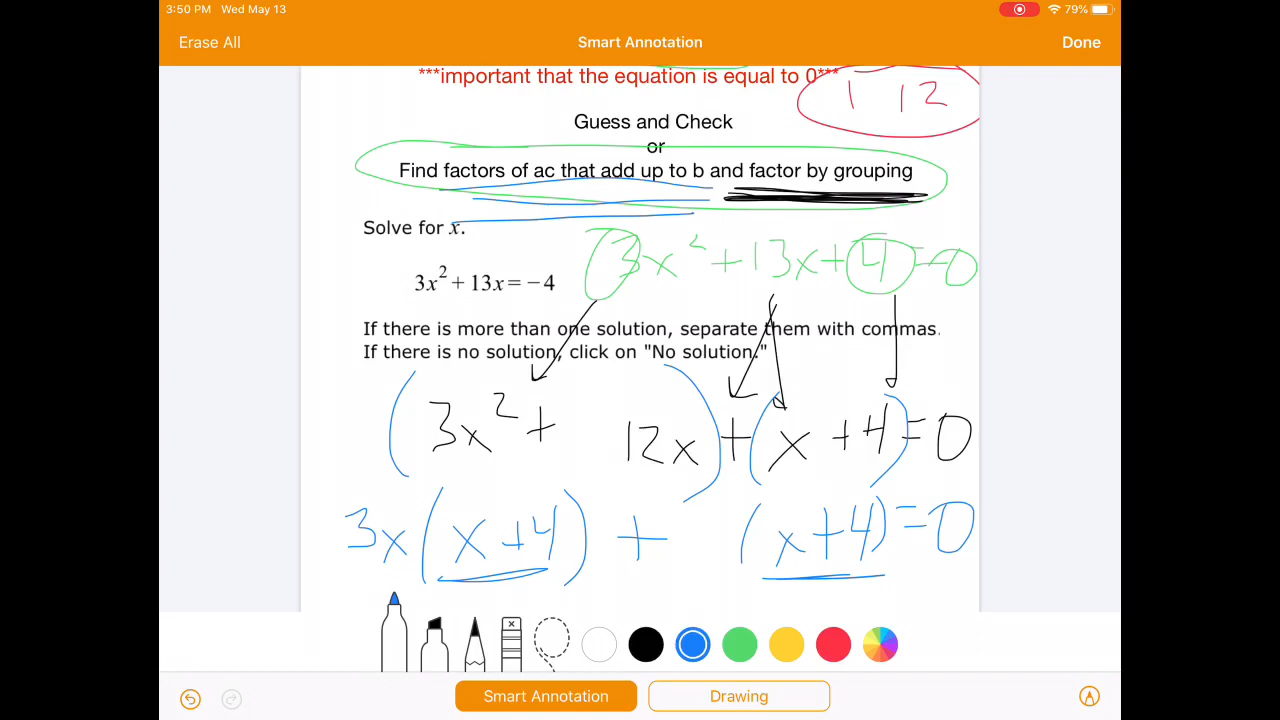 3:50 PM Wed May 13
79%
Erase All
Smart Annotation
Done
***important that the equation is equal to 0***
1 12
Guess and Check
or
Find factors of ac that add up to b and factor by grouping
Solve for x.
3x² + 13x + 4 = 0
3x² + 13x = −4
If there is more than one solution, separate them with commas.
If there is no solution, click on "No solution."
(3x² + 12x) + (x + 4) = 0
3x(x + 4) + (x + 4) = 0
Smart Annotation
Drawing